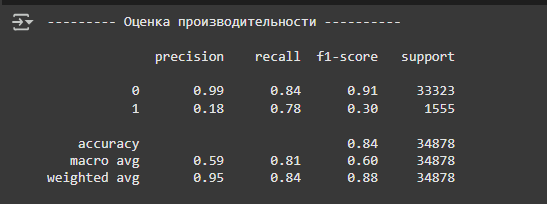 --------- Оценка производительности ----------
precision recall f1-score support
0 0.99 0.84 0.91 33323
1 0.18 0.78 0.30 1555
accuracy 0.84 34878
macro avg 0.59 0.81 0.60 34878
weighted avg 0.95 0.84 0.88 34878